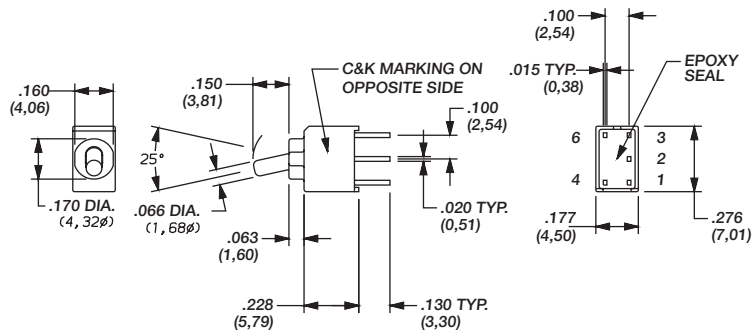 .160
(4,06)
.170 DIA.
(4,32ø)
25°
.150
(3,81)
C&K MARKING ON
OPPOSITE SIDE
.100
(2,54)
.066 DIA.
(1,68ø)
.063
(1,60)
.020 TYP.
(0,51)
.228
(5,79)
.130 TYP.
(3,30)
.100
(2,54)
.015 TYP.
(0,38)
EPOXY
SEAL
6
3
2
4
1
.177
(4,50)
.276
(7,01)